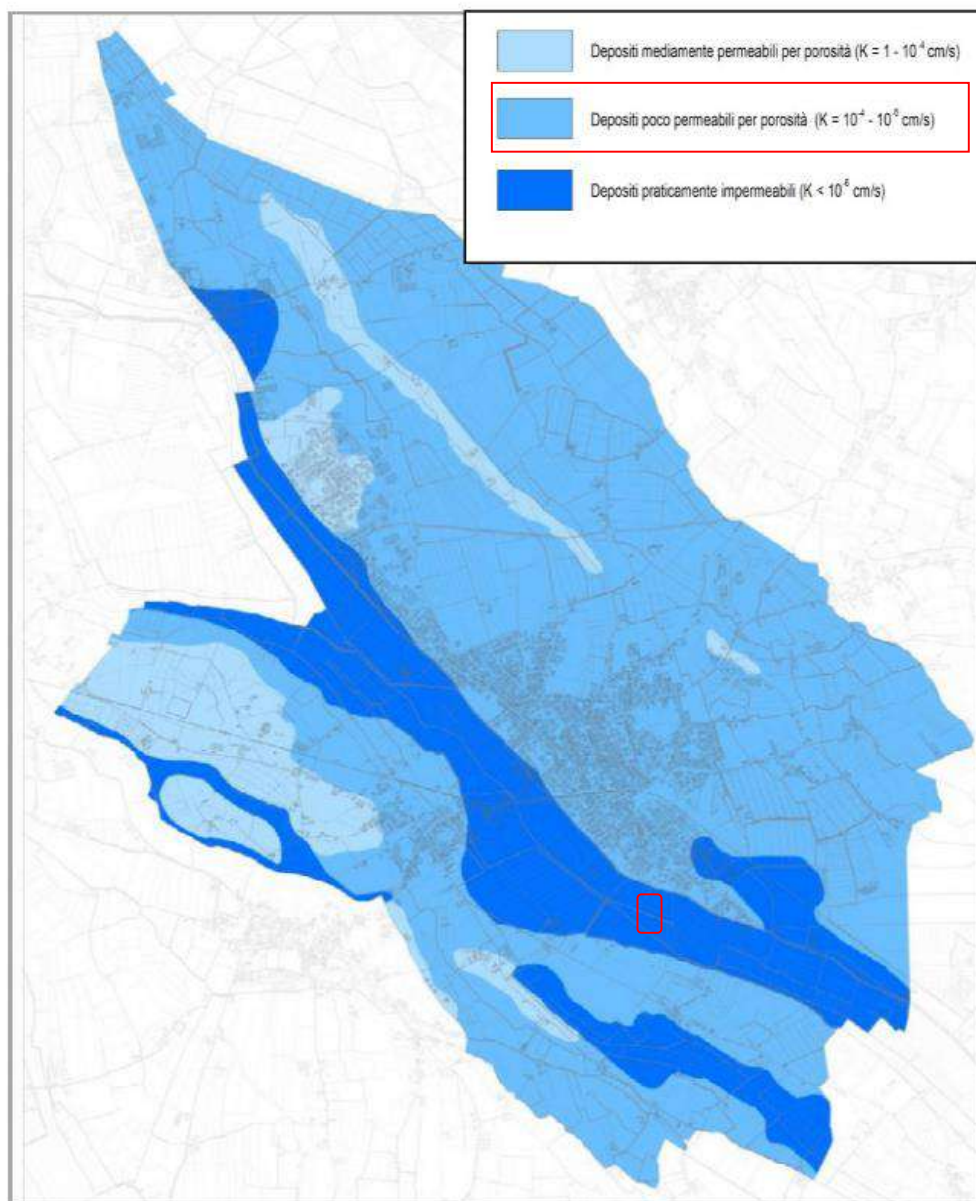 Depositi mediamente permeabili per porosità (K = 1 - 10⁻⁴ cm/s)
Depositi poco permeabili per porosità (K = 10⁻⁴ - 10⁻⁶ cm/s)
Depositi praticamente impermeabili (K < 10⁻⁶ cm/s)